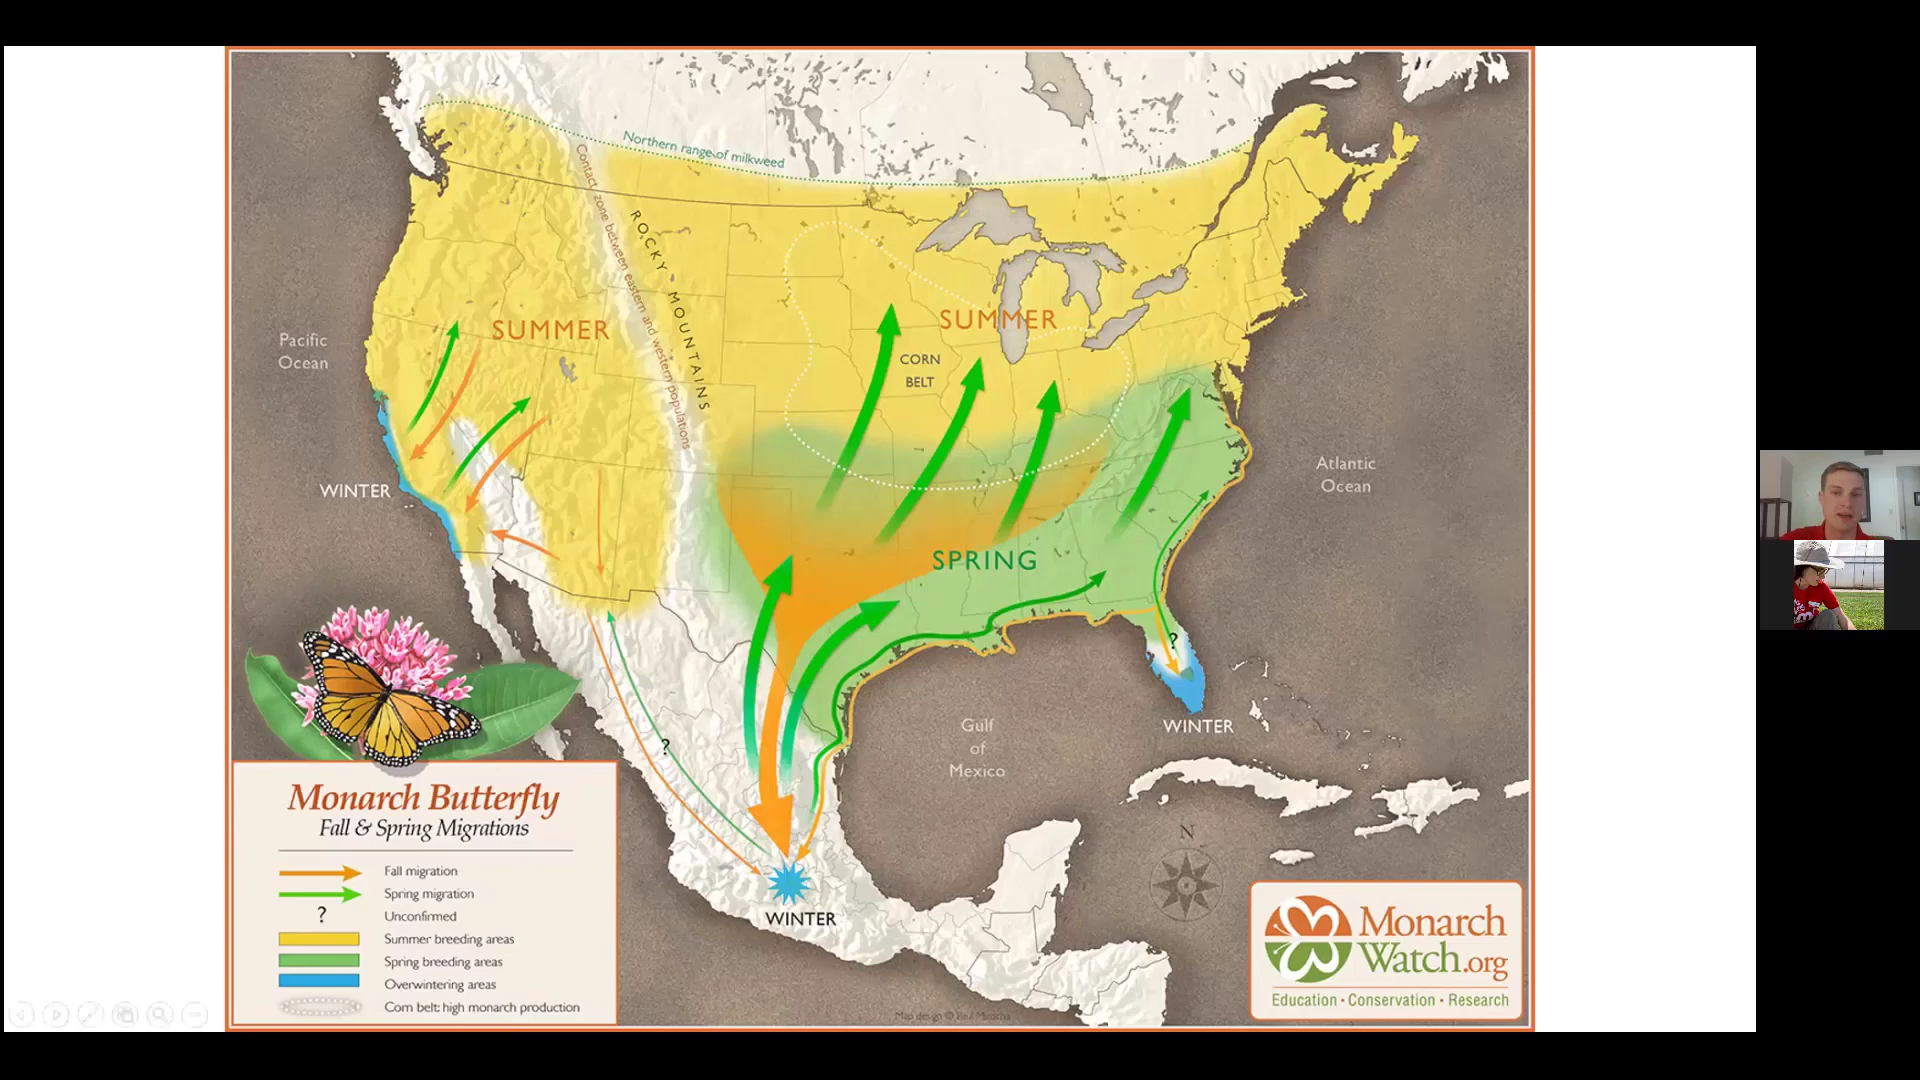 Northern range of milkweed
Contact zone between eastern and western populations
ROCKY MOUNTAINS
SUMMER
SUMMER
Pacific
Ocean
CORN
BELT
WINTER
Atlantic
Ocean
SPRING
?
?
Gulf
of
Mexico
WINTER
WINTER
N
Monarch Butterfly
Fall & Spring Migrations
Fall migration
Spring migration
? Unconfirmed
Summer breeding areas
Spring breeding areas
Overwintering areas
Corn belt: high monarch production
Monarch
Watch.org
Education • Conservation • Research
Map design ©